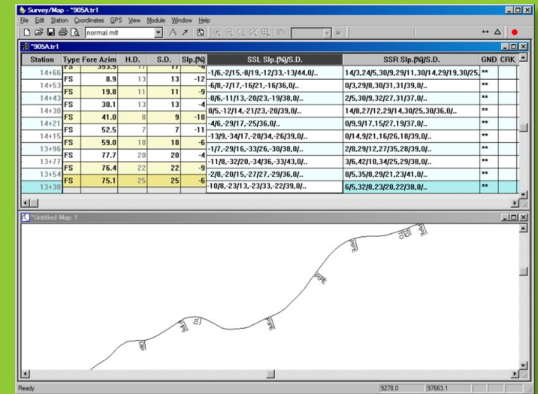 Survey/Map - *905A.tr1
File Edit Station Coordinates GPS View Module Window Help
normal.mlt
*905A.tr1
Station Type Fore Azim H.D. S.D. Slp.(%) SSL Slp.(%)/S.D. SSR Slp.(%)/S.D. GND CRK
14+66 -1/6,-2/15,-8/19,-12/33,-13/44,0/.. 14/3,24/5,30/9,29/11,30/14,29/19,30/25, **
FS 8.9 13 13 -12
14+53 -6/8,-7/17,-16/21,-16/36,0/.. 0/3,29/8,30/31,31/39,0/.. **
FS 19.8 11 11 -9
14+43 -8/6,-11/13,-20/23,-19/38,0/.. 2/5,30/9,32/27,31/37,0/.. **
FS 30.1 13 13 -4
14+30 0/5,-12/14,-21/23,-20/39,0/.. 14/8,27/12,29/14,30/25,30/36,0/.. **
FS 41.0 8 9 -18
14+21 -4/6,-29/17,-25/36,0/.. 0/9,9/17,15/27,19/37,0/.. **
FS 52.5 7 7 -11
14+15 -13/9,-34/17,-28/34,-26/39,0/.. 0/14,9/21,16/26,18/39,0/.. **
FS 59.0 18 18 -6
13+96 -1/7,-29/16,-33/26,-30/38,0/.. 2/8,29/12,27/35,28/39,0/.. **
FS 77.7 20 20 -4
13+77 -11/8,-32/20,-34/36,-33/43,0/.. 3/6,42/10,34/25,29/38,0/.. **
FS 76.4 22 22 -9
13+54 -2/8,-20/15,-27/27,-29/36,0/.. 0/5,35/8,29/21,23/41,0/.. **
FS 75.1 25 25 -6
13+30 -10/8,-23/13,-23/33,-22/39,0/.. 6/5,32/8,23/20,22/38,0/.. **
*Untitled Map 1
PIPE
PIPE
PIPE
PIPE
Ready 9278.0 97663.1